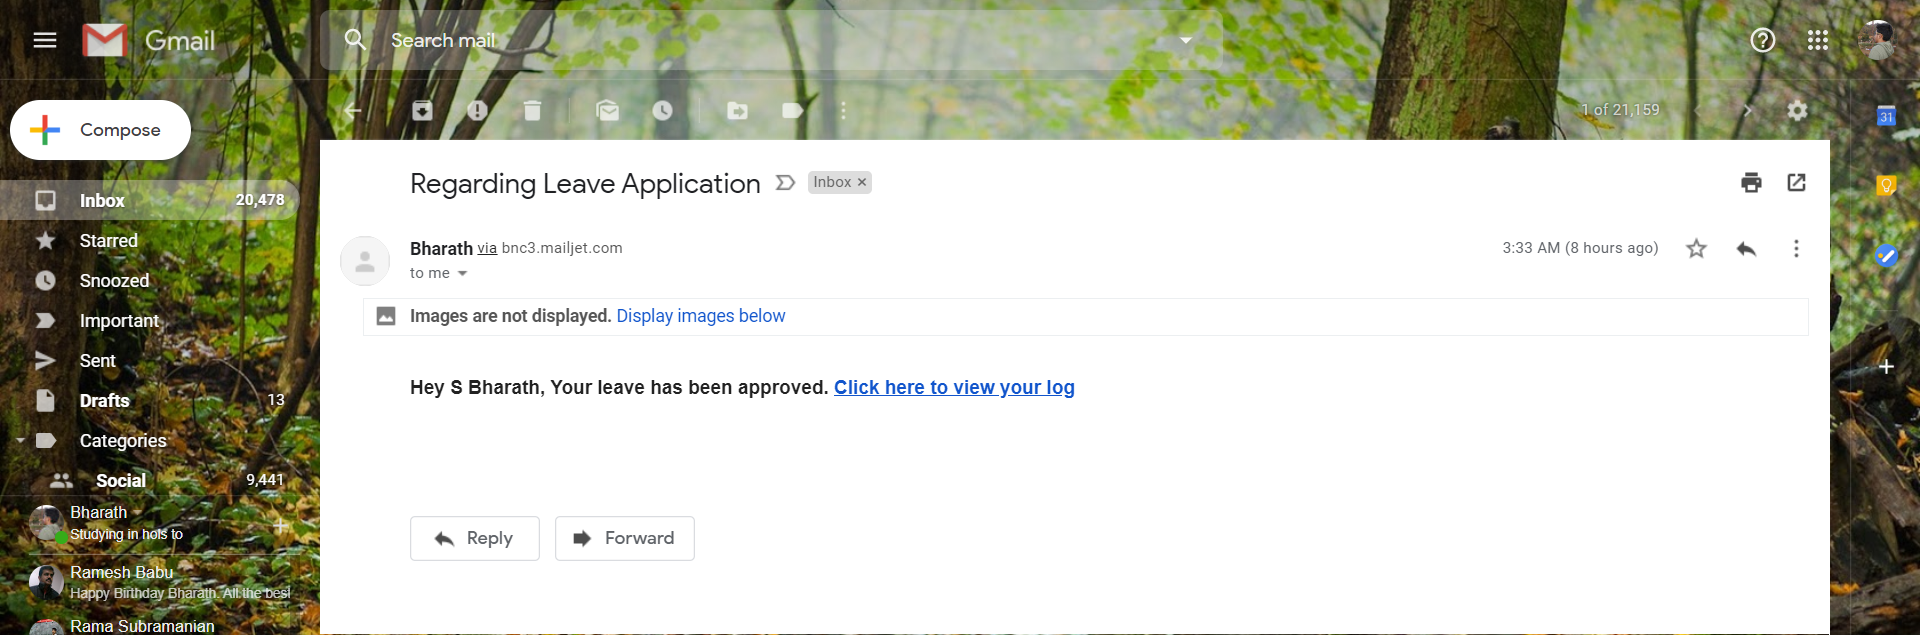 Gmail
Search mail
Compose
1 of 21,159
31
Inbox 20,478
Starred
Snoozed
Important
Sent
Drafts 13
Categories
Social 9,441
Bharath
Studying in hols to
Ramesh Babu
Happy Birthday Bharath. All the best
Rama Subramanian
Regarding Leave Application Inbox ×
Bharath via bnc3.mailjet.com 3:33 AM (8 hours ago)
to me
Images are not displayed. Display images below
Hey S Bharath, Your leave has been approved. Click here to view your log
Reply Forward